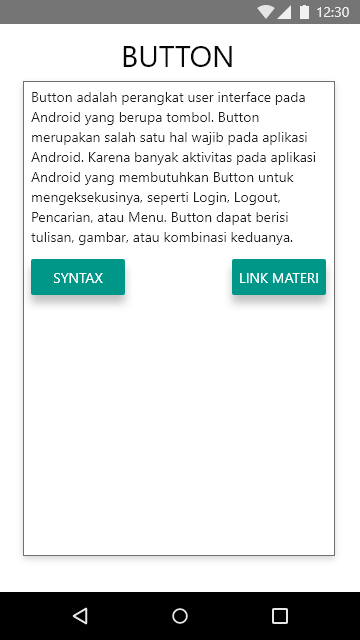 12:30
BUTTON
Button adalah perangkat user interface pada
Android yang berupa tombol. Button
merupakan salah satu hal wajib pada aplikasi
Android. Karena banyak aktivitas pada aplikasi
Android yang membutuhkan Button untuk
mengeksekusinya, seperti Login, Logout,
Pencarian, atau Menu. Button dapat berisi
tulisan, gambar, atau kombinasi keduanya.
SYNTAX LINK MATERI